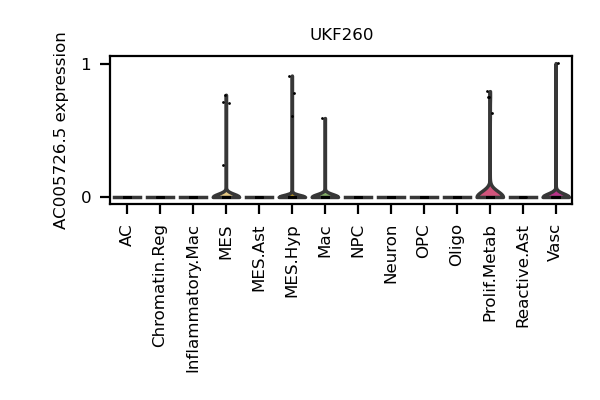 UKF260
AC005726.5 expression
1
0
AC
Chromatin.Reg
Inflammatory.Mac
MES
MES.Ast
MES.Hyp
Mac
NPC
Neuron
OPC
Oligo
Prolif.Metab
Reactive.Ast
Vasc